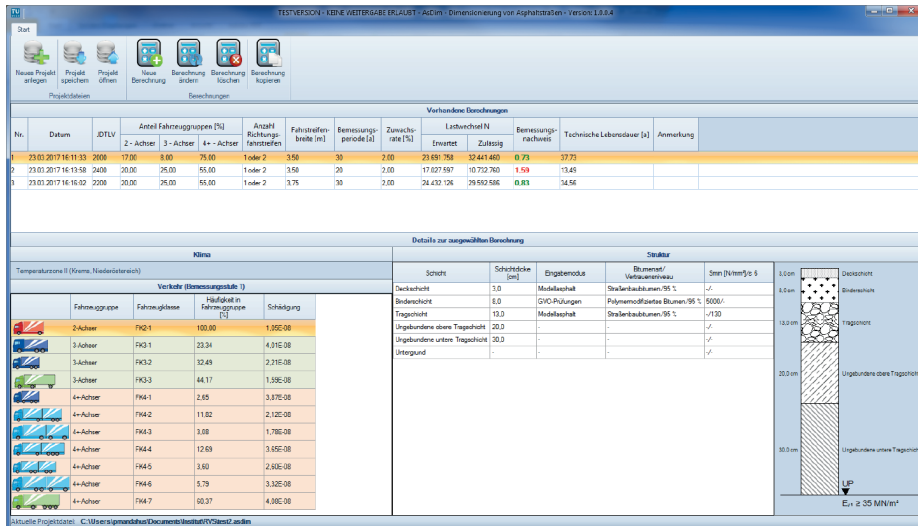 TU
TESTVERSION - KEINE WEITERGABE ERLAUBT - AsDim - Dimensionierung von Asphaltstraßen - Version: 1.0.0.4
Start
Neues Projekt anlegen Projekt speichern Projekt öffnen Neue Berechnung Berechnung ändern Berechnung löschen Berechnung kopieren
Projektdateien Berechnungen
Vorhandene Berechnungen
Nr. Datum JDTLV Anteil Fahrzeuggruppen [%] Anzahl Richtungs-fahrstreifen Fahrstreifen-breite [m] Bemessungs-periode [a] Zuwachs-rate [%] Lastwechsel N Bemessungs-nachweis Technische Lebensdauer [a] Anmerkung
2 - Achser 3 - Achser 4+ - Achser Erwartet Zulässig
1 23.03.2017 16:11:33 2000 17,00 8,00 75,00 1 oder 2 3.50 30 2,00 23.691.758 32.441.460 0.73 37,73
2 23.03.2017 16:13:58 2400 20,00 25,00 55,00 1 oder 2 3.50 20 2,00 17.027.597 10.732.760 1.59 13,49
3 23.03.2017 16:16:02 2200 20,00 25,00 55,00 1 oder 2 3.75 30 2,00 24.432.126 29.592.586 0.83 34,56
Details zur ausgewählten Berechnung
Klima
Temperaturzone II (Krems, Niederösterreich)
Verkehr (Bemessungsstufe 1)
Fahrzeuggruppe Fahrzeugklasse Häufigkeit in Fahrzeuggruppe [%] Schädigung
2-Achser FK2-1 100,00 1,05E-08
3-Achser FK3-1 23,34 4,01E-08
3-Achser FK3-2 32,49 2,21E-08
3-Achser FK3-3 44,17 1,59E-08
4+-Achser FK4-1 2,65 3,87E-08
4+-Achser FK4-2 11,82 2,12E-08
4+-Achser FK4-3 3,08 1,78E-08
4+-Achser FK4-4 12,69 3,65E-08
4+-Achser FK4-5 3,60 2,60E-08
4+-Achser FK4-6 5,79 3,32E-08
4+-Achser FK4-7 60,37 4,00E-08
Struktur
Schicht Schichtdicke [cm] Eingabemodus Bitumenart/ Vertrauensniveau Smin [N/mm²]/ε 6
Deckschicht 3,0 Modellasphalt Straßenbaubitumen/95 % -/-
Binderschicht 8,0 GVO-Prüfungen Polymermodifiziertes Bitumen/95 % 5000/-
Tragschicht 13,0 Modellasphalt Straßenbaubitumen/95 % -/130
Ungebundene obere Tragschicht 20,0 - - -/-
Ungebundene untere Tragschicht 30,0 - - -/-
Untergrund - - - -/-
3,0 cm Deckschicht
Binderschicht
13,0 cm Tragschicht
20,0 cm Ungebundene obere Tragschicht
30,0 cm Ungebundene untere Tragschicht
UP
≥ 35 MN/m²
Aktuelle Projektdatei: C:\Users\pmandahus\Documents\Institut\RVS\test2.asdim